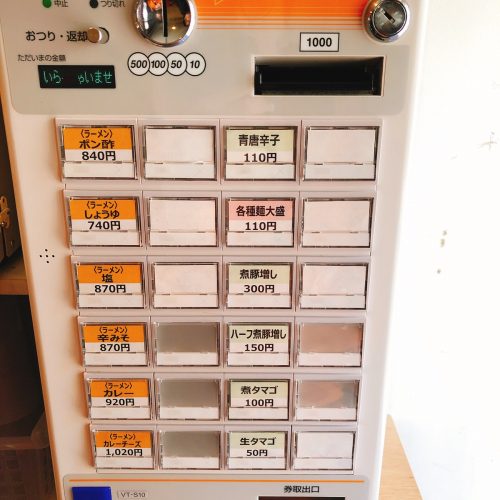 中止 つり切れ
おつり・返却
1000
ただいまの金額
いらっしゃいませ
500 100 50 10
(ラーメン)
ポン酢
840円
青唐辛子
110円
(ラーメン)
しょうゆ
740円
各種麺大盛
110円
(ラーメン)
塩
870円
煮豚増し
300円
(ラーメン)
辛みそ
870円
ハーフ煮豚増し
150円
(ラーメン)
カレー
920円
煮タマゴ
100円
(ラーメン)
カレーチーズ
1,020円
生タマゴ
50円
VT-S10
券取出口